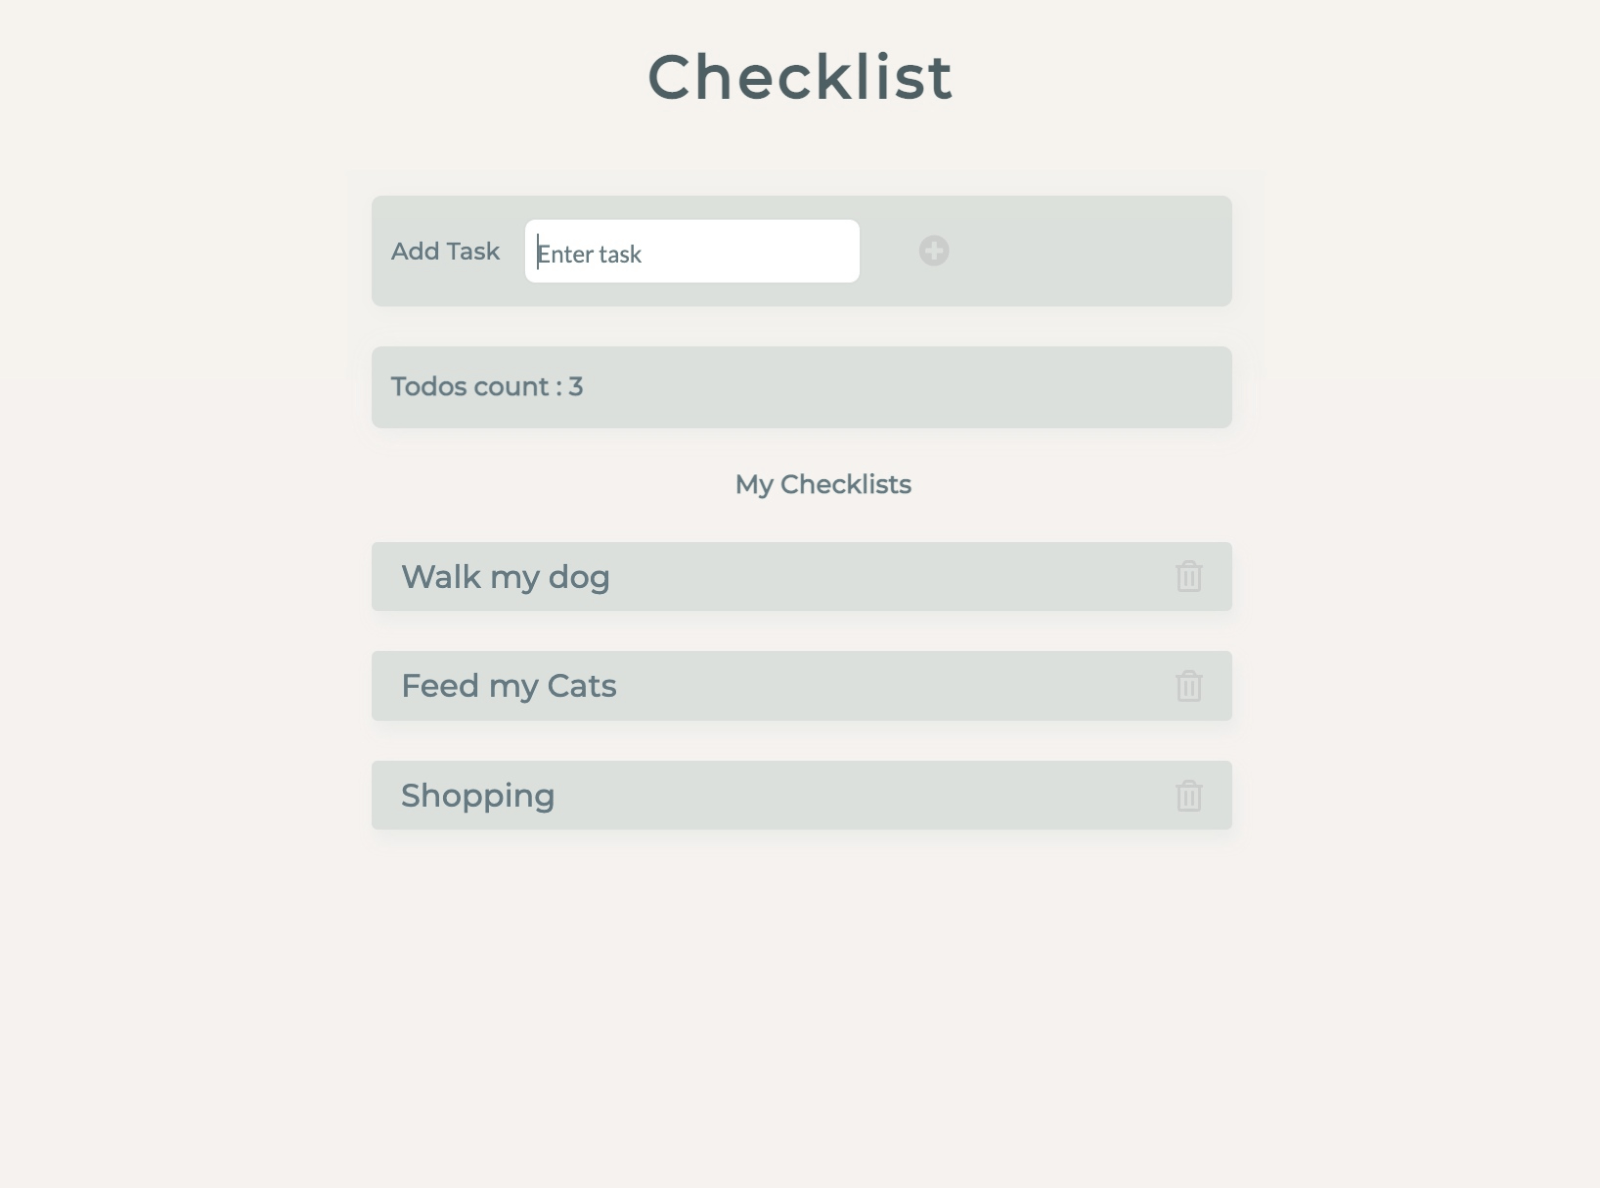 Checklist
Add Task
Enter task
Todos count : 3
My Checklists
Walk my dog
Feed my Cats
Shopping